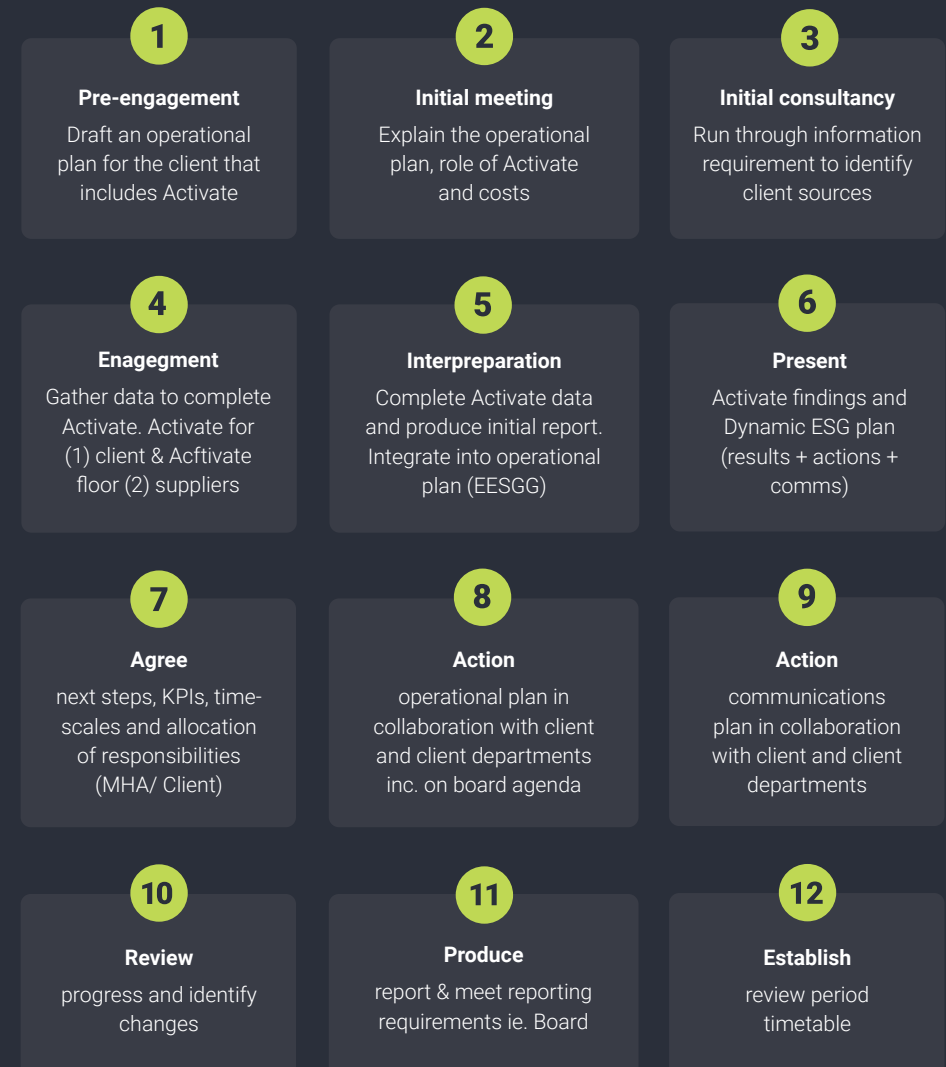 1
Pre-engagement
Draft an operational
plan for the client that
includes Activate
2
Initial meeting
Explain the operational
plan, role of Activate
and costs
3
Initial consultancy
Run through information
requirement to identify
client sources
4
Enagegment
Gather data to complete
Activate. Activate for
(1) client & Acftivate
floor (2) suppliers
5
Interpreparation
Complete Activate data
and produce initial report.
Integrate into operational
plan (EESGG)
6
Present
Activate findings and
Dynamic ESG plan
(results + actions +
comms)
7
Agree
next steps, KPIs, time-
scales and allocation
of responsibilities
(MHA/ Client)
8
Action
operational plan in
collaboration with client
and client departments
inc. on board agenda
9
Action
communications
plan in collaboration
with client and client
departments
10
Review
progress and identify
changes
11
Produce
report & meet reporting
requirements ie. Board
12
Establish
review period
timetable